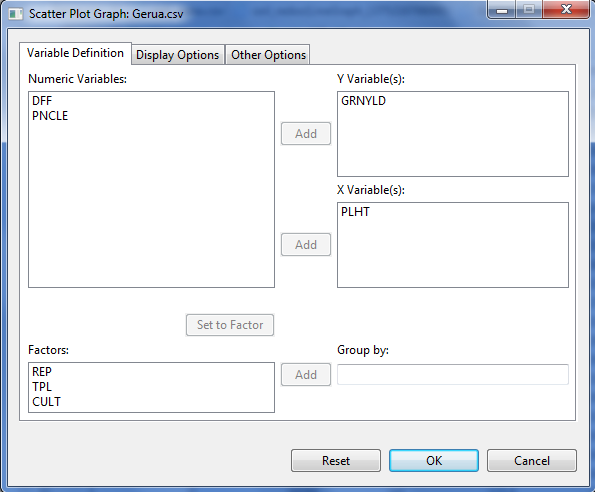 Scatter Plot Graph: Gerua.csv
Variable Definition
Display Options
Other Options
Numeric Variables:
DFF
PNCLE
Add
Y Variable(s):
GRNYLD
X Variable(s):
Add
PLHT
Set to Factor
Factors:
REP
TPL
CULT
Add
Group by:
Reset
OK
Cancel